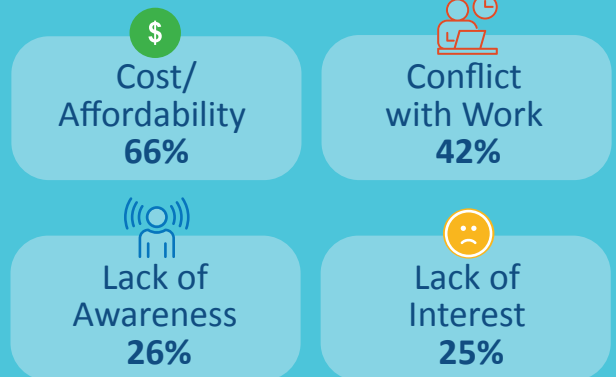 $
Cost/
Affordability
66%
Conflict
with Work
42%
Lack of
Awareness
26%
Lack of
Interest
25%